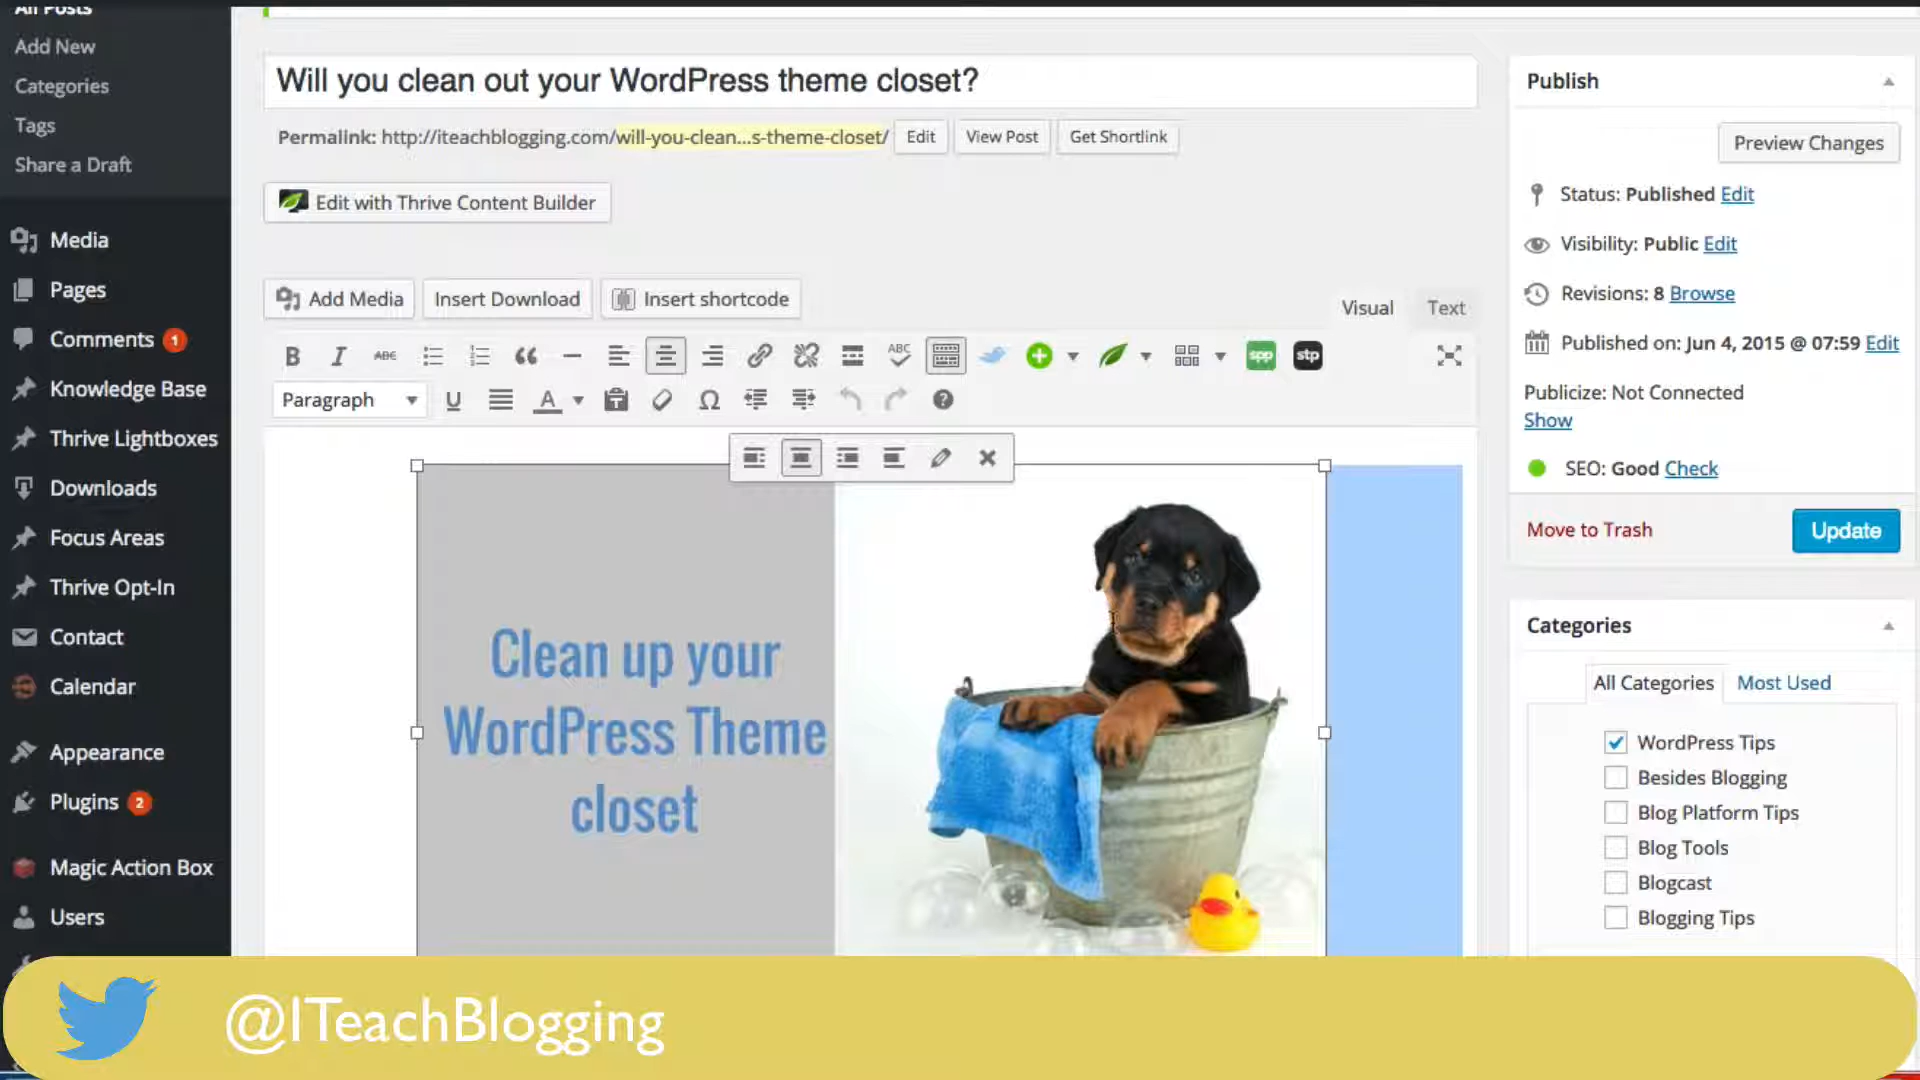 All Posts
Add New
Categories
Tags
Share a Draft
Media
Pages
Comments 1
Knowledge Base
Thrive Lightboxes
Downloads
Focus Areas
Thrive Opt-In
Contact
Calendar
Appearance
Plugins 2
Magic Action Box
Users
Will you clean out your WordPress theme closet?
Permalink: http://iteachblogging.com/will-you-clean...s-theme-closet/ Edit View Post Get Shortlink
Edit with Thrive Content Builder
Add Media Insert Download Insert shortcode
Visual Text
B I ABC ABC spp stp
Paragraph U A Ω ?
Clean up your
WordPress Theme
closet
Publish
Preview Changes
Status: Published Edit
Visibility: Public Edit
Revisions: 8 Browse
Published on: Jun 4, 2015 @ 07:59 Edit
Publicize: Not Connected
Show
SEO: Good Check
Move to Trash Update
Categories
All Categories Most Used
WordPress Tips
Besides Blogging
Blog Platform Tips
Blog Tools
Blogcast
Blogging Tips
@ITeachBlogging